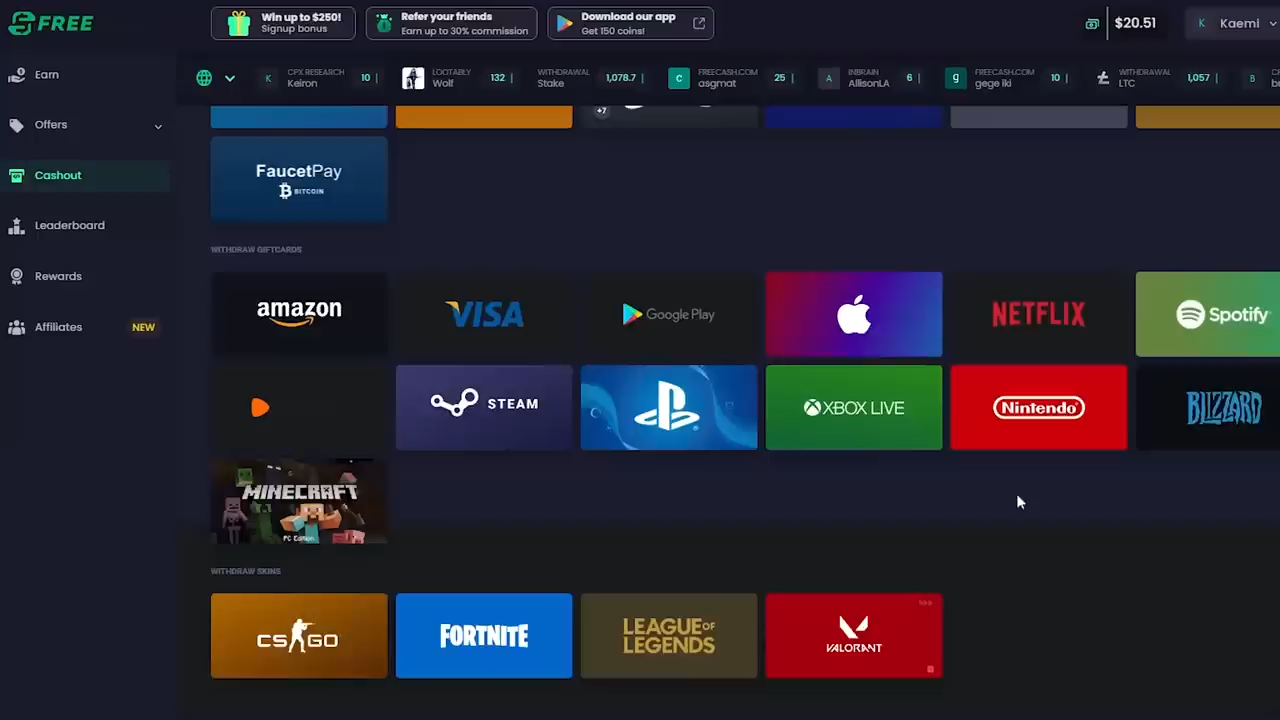 FREE
Win up to $250!
Signup bonus
Refer your friends
Earn up to 30% commission
Download our app
Get 150 coins!
$20.51
K Kaemi
Earn
Offers
Cashout
Leaderboard
Rewards
Affiliates NEW
K CPX RESEARCH
Keiron
10
LOOTABLY
Wolf
132
WITHDRAWAL
Stake
1,078.7
C FREECASH.COM
asgmat
25
A INBRAIN
AllisonLA
6
g FREECASH.COM
gege iki
10
WITHDRAWAL
LTC
1,057
B
+7
FaucetPay
BITCOIN
WITHDRAW GIFTCARDS
amazon
VISA
Google Play
NETFLIX
Spotify
STEAM
XBOX LIVE
Nintendo
BLIZZARD
MINECRAFT
PC Edition
WITHDRAW SKINS
CS GO
FORTNITE
LEAGUE OF
LEGENDS
VALORANT